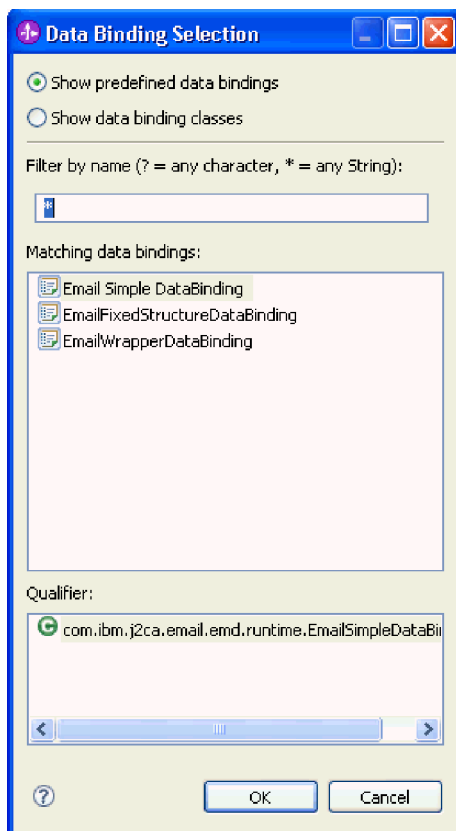 Data Binding Selection
Show predefined data bindings
Show data binding classes
Filter by name (? = any character, * = any String):
*
Matching data bindings:
Email Simple DataBinding
EmailFixedStructureDataBinding
EmailWrapperDataBinding
Qualifier:
com.ibm.j2ca.email.emd.runtime.EmailSimpleDataBi
OK Cancel